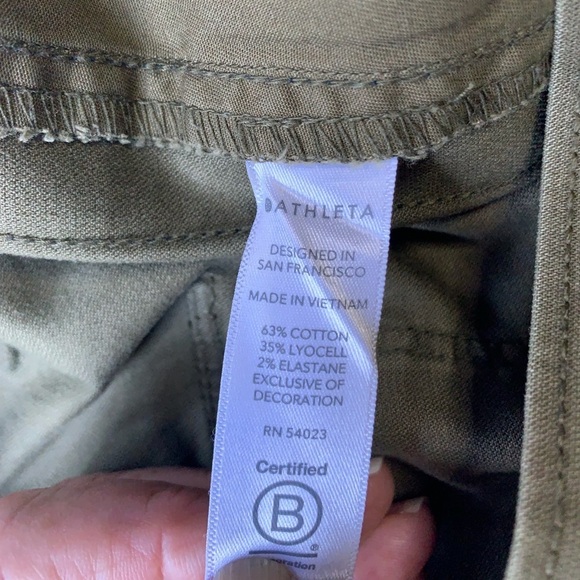 ATHLETA
DESIGNED IN
SAN FRANCISCO
MADE IN VIETNAM
63% COTTON
35% LYOCELL
2% ELASTANE
EXCLUSIVE OF
DECORATION
RN 54023
Certified
B
®